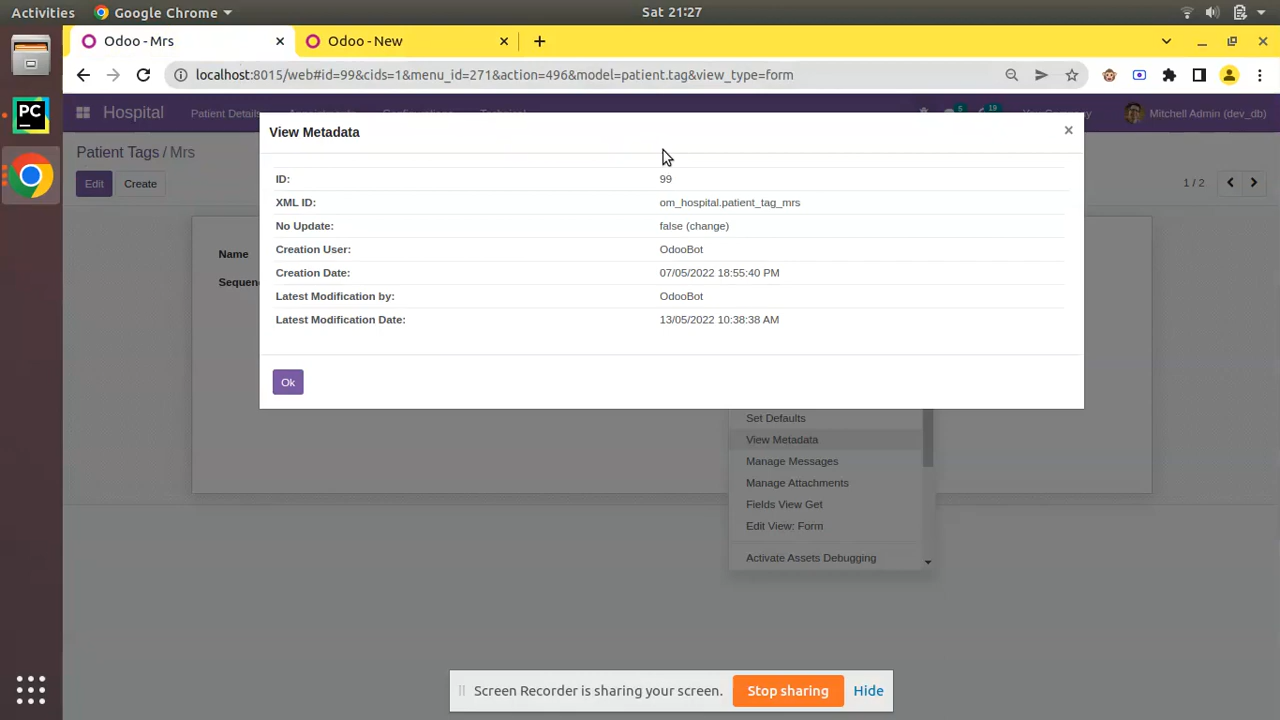 Activities
Google Chrome
Sat 21:27
Odoo - Mrs
Odoo - New
localhost:8015/web#id=99&cids=1&menu_id=271&action=496&model=patient.tag&view_type=form
Hospital
Patient Details
5
19
Mitchell Admin (dev_db)
View Metadata
×
Patient Tags / Mrs
Edit
Create
1 / 2
ID:
99
XML ID:
om_hospital.patient_tag_mrs
No Update:
false (change)
Creation User:
OdooBot
Creation Date:
07/05/2022 18:55:40 PM
Latest Modification by:
OdooBot
Latest Modification Date:
13/05/2022 10:38:38 AM
Ok
Name
Set Defaults
View Metadata
Manage Messages
Manage Attachments
Fields View Get
Edit View: Form
Activate Assets Debugging
PC
Screen Recorder is sharing your screen.
Stop sharing
Hide